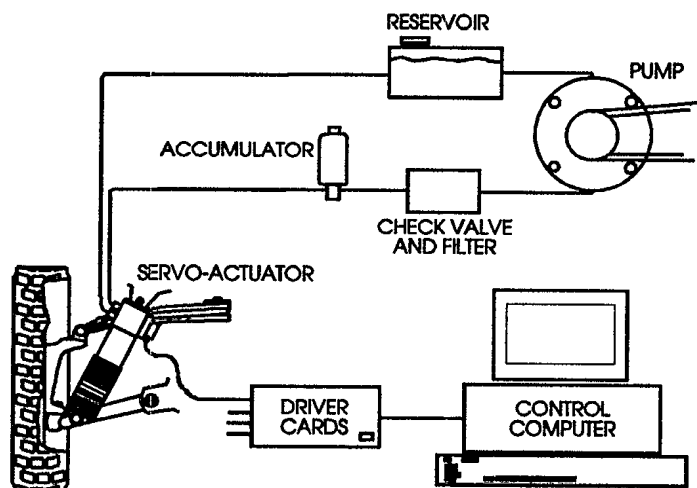 RESERVOIR
PUMP
ACCUMULATOR
CHECK VALVE
AND FILTER
SERVO-ACTUATOR
DRIVER
CARDS
CONTROL
COMPUTER